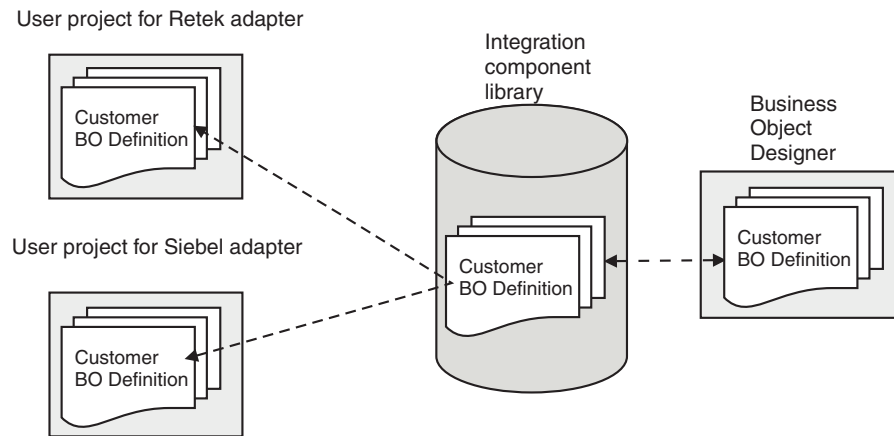 User project for Retek adapter
Customer
BO Definition
User project for Siebel adapter
Customer
BO Definition
Integration
component
library
Customer
BO Definition
Business
Object
Designer
Customer
BO Definition